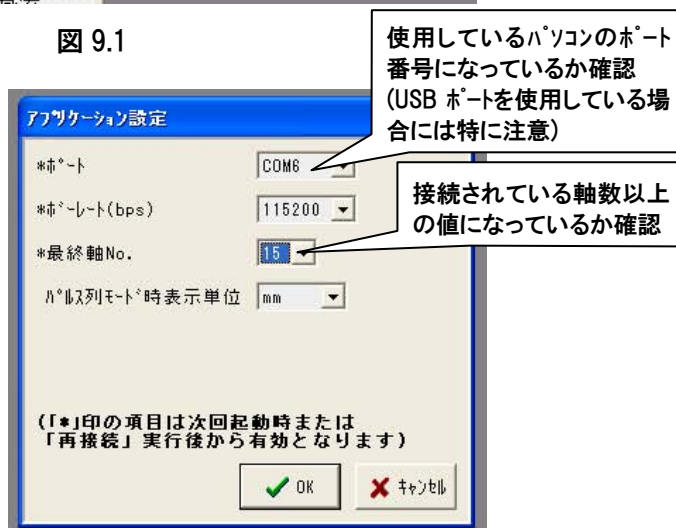 図 9.1
使用しているﾊﾟｿｺﾝのﾎﾟｰﾄ
番号になっているか確認
(USB ﾎﾟｰﾄを使用している場
合には特に注意)
ｱﾌﾟﾘｹｰｼｮﾝ設定
*ﾎﾟｰﾄ
COM6
接続されている軸数以上
の値になっているか確認
*ﾎﾞｰﾚｰﾄ(bps)
115200
*最終軸No.
15
ﾊﾟﾙｽ列ﾓｰﾄﾞ時表示単位
mm
(「*」印の項目は次回起動時または
「再接続」実行後から有効となります)
OK
ｷｬﾝｾﾙ